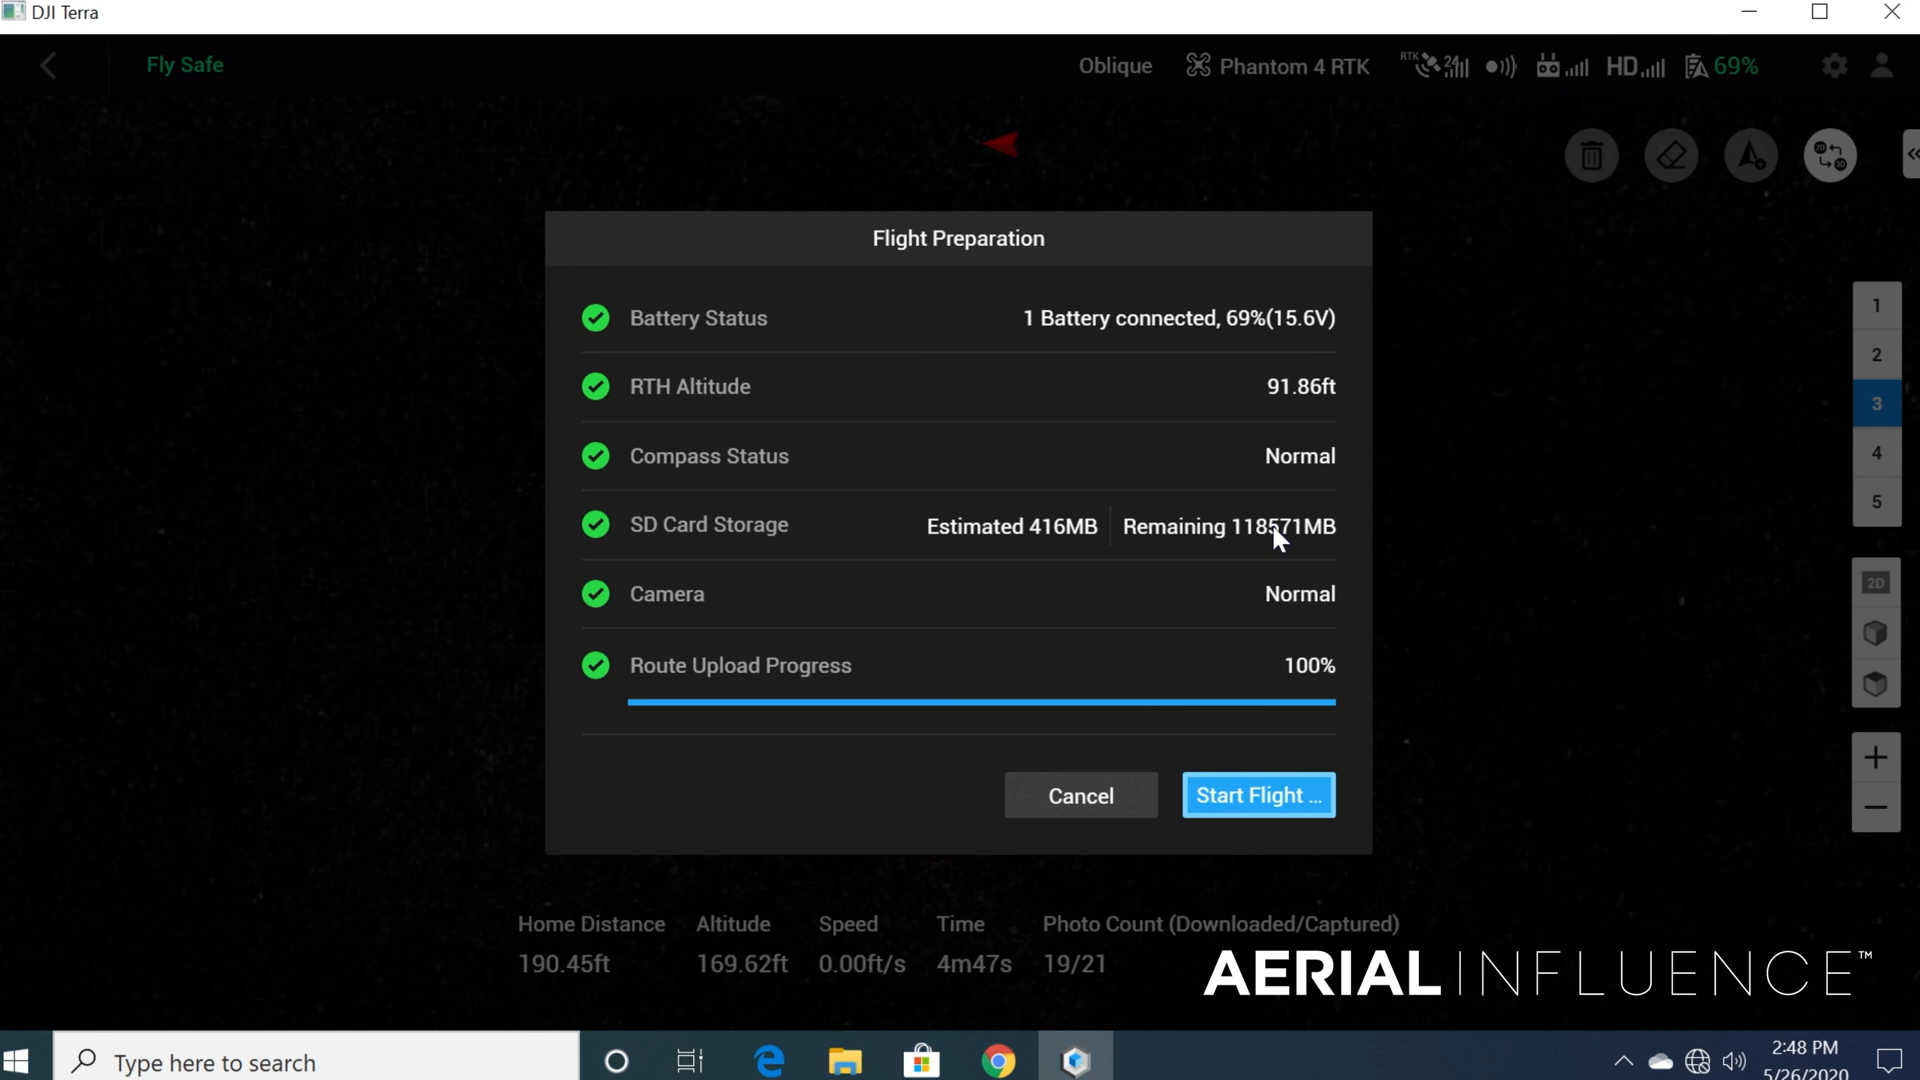 DJI Terra
Fly Safe
Oblique
Phantom 4 RTK
RTK
24
HD
69%
Flight Preparation
Battery Status
1 Battery connected, 69%(15.6V)
RTH Altitude
91.86ft
Compass Status
Normal
SD Card Storage
Estimated 416MB
Remaining 118571MB
Camera
Normal
Route Upload Progress
100%
Cancel
Start Flight ...
1
2
3
4
5
2D
Home Distance
Altitude
Speed
Time
Photo Count (Downloaded/Captured)
190.45ft
169.62ft
0.00ft/s
4m47s
19/21
AERIAL INFLUENCE™
Type here to search
2:48 PM
5/26/2020